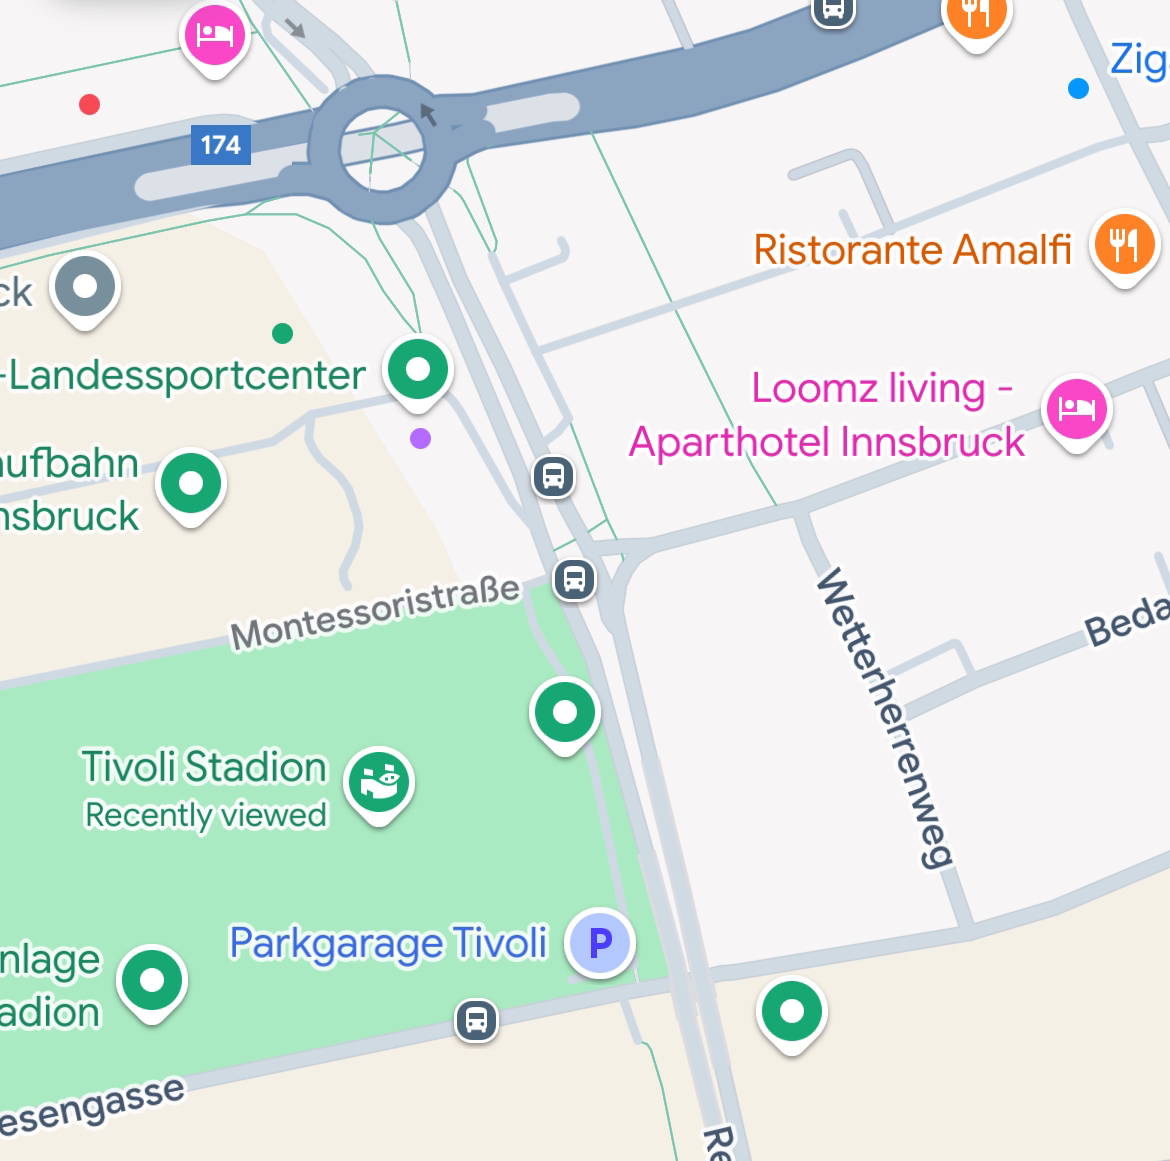 Zig
174
ck
Ristorante Amalfi
-Landessportcenter
Loomz living -
Aparthotel Innsbruck
aufbahn
nsbruck
Montessoristraße
Wetterherrenweg
Beda
Tivoli Stadion
Recently viewed
Parkgarage Tivoli
P
nlage
adion
esengasse
Re